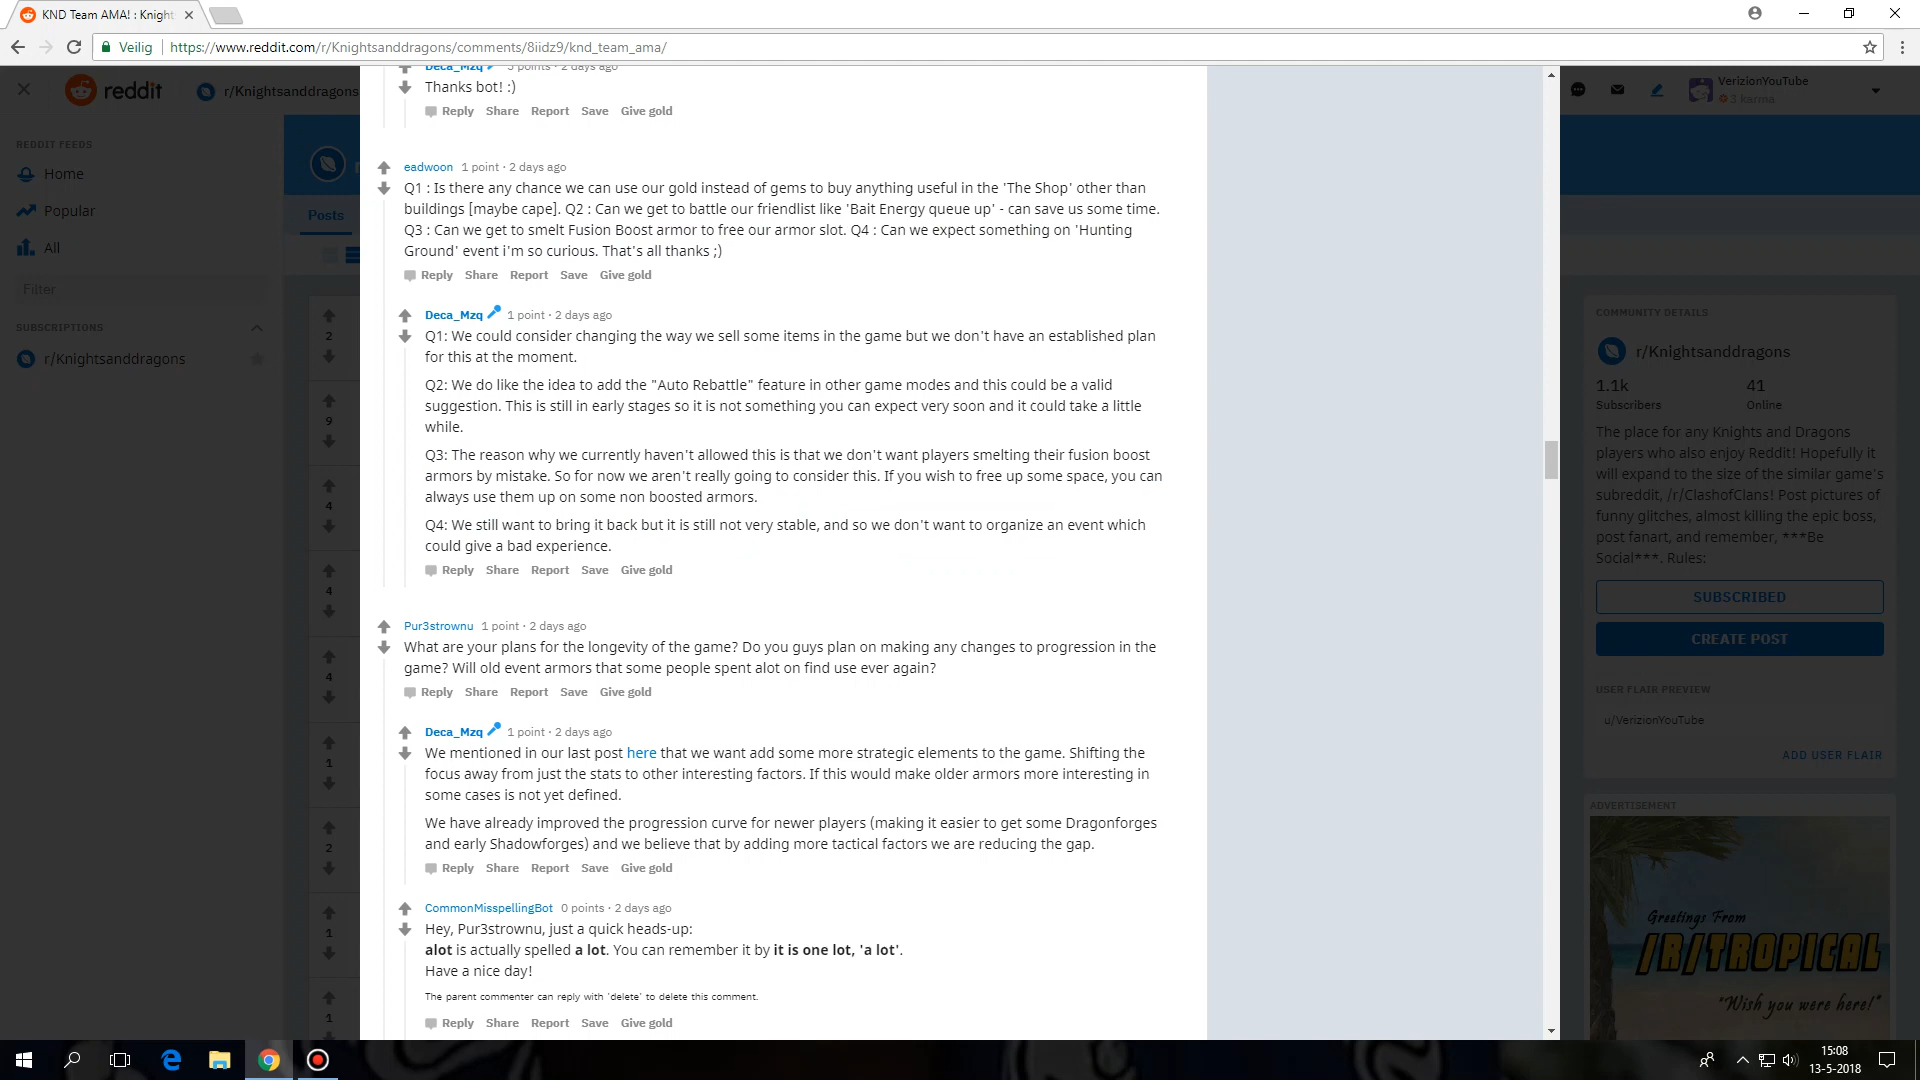 KND Team AMA! : Knight
Veilig https://www.reddit.com/r/Knightsanddragons/comments/8iidz9/knd_team_ama/
reddit r/Knightsanddragons
VerizionYouTube
3 karma
REDDIT FEEDS
Home
Popular
All
Filter
SUBSCRIPTIONS
r/Knightsanddragons
Posts
2
9
4
4
4
1
2
1
1
Deca_Mzq 3 points · 2 days ago
Thanks bot! :)
Reply Share Report Save Give gold
eadwoon 1 point · 2 days ago
Q1 : Is there any chance we can use our gold instead of gems to buy anything useful in the 'The Shop' other than
buildings [maybe cape]. Q2 : Can we get to battle our friendlist like 'Bait Energy queue up' - can save us some time.
Q3 : Can we get to smelt Fusion Boost armor to free our armor slot. Q4 : Can we expect something on 'Hunting
Ground' event i'm so curious. That's all thanks ;)
Reply Share Report Save Give gold
Deca_Mzq 1 point · 2 days ago
Q1: We could consider changing the way we sell some items in the game but we don't have an established plan
for this at the moment.
Q2: We do like the idea to add the "Auto Rebattle" feature in other game modes and this could be a valid
suggestion. This is still in early stages so it is not something you can expect very soon and it could take a little
while.
Q3: The reason why we currently haven't allowed this is that we don't want players smelting their fusion boost
armors by mistake. So for now we aren't really going to consider this. If you wish to free up some space, you can
always use them up on some non boosted armors.
Q4: We still want to bring it back but it is still not very stable, and so we don't want to organize an event which
could give a bad experience.
Reply Share Report Save Give gold
Pur3strownu 1 point · 2 days ago
What are your plans for the longevity of the game? Do you guys plan on making any changes to progression in the
game? Will old event armors that some people spent alot on find use ever again?
Reply Share Report Save Give gold
Deca_Mzq 1 point · 2 days ago
We mentioned in our last post here that we want add some more strategic elements to the game. Shifting the
focus away from just the stats to other interesting factors. If this would make older armors more interesting in
some cases is not yet defined.
We have already improved the progression curve for newer players (making it easier to get some Dragonforges
and early Shadowforges) and we believe that by adding more tactical factors we are reducing the gap.
Reply Share Report Save Give gold
CommonMisspellingBot 0 points · 2 days ago
Hey, Pur3strownu, just a quick heads-up:
alot is actually spelled a lot. You can remember it by it is one lot, 'a lot'.
Have a nice day!
The parent commenter can reply with 'delete' to delete this comment.
Reply Share Report Save Give gold
COMMUNITY DETAILS
r/Knightsanddragons
1.1k 41
Subscribers Online
The place for any Knights and Dragons
players who also enjoy Reddit! Hopefully it
will expand to the size of the similar game's
subreddit, /r/ClashofClans! Post pictures of
funny glitches, almost killing the epic boss,
post fanart, and remember, ***Be
Social***. Rules:
SUBSCRIBED
CREATE POST
USER FLAIR PREVIEW
u/VerizionYouTube
ADD USER FLAIR
ADVERTISEMENT
Greetings From
/R/TROPICAL
"Wish you were here!"
15:08
13-5-2018